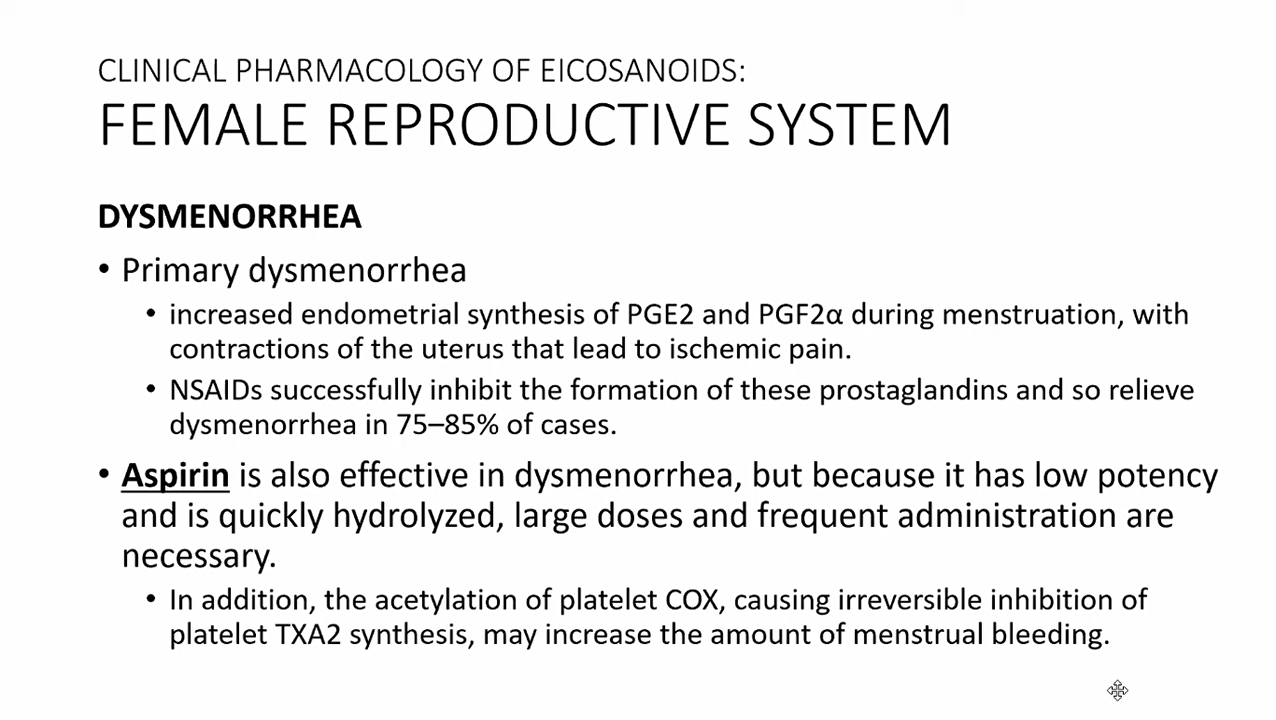 CLINICAL PHARMACOLOGY OF EICOSANOIDS:
FEMALE REPRODUCTIVE SYSTEM
DYSMENORRHEA
• Primary dysmenorrhea
• increased endometrial synthesis of PGE2 and PGF2α during menstruation, with
contractions of the uterus that lead to ischemic pain.
• NSAIDs successfully inhibit the formation of these prostaglandins and so relieve
dysmenorrhea in 75–85% of cases.
• Aspirin is also effective in dysmenorrhea, but because it has low potency
and is quickly hydrolyzed, large doses and frequent administration are
necessary.
• In addition, the acetylation of platelet COX, causing irreversible inhibition of
platelet TXA2 synthesis, may increase the amount of menstrual bleeding.